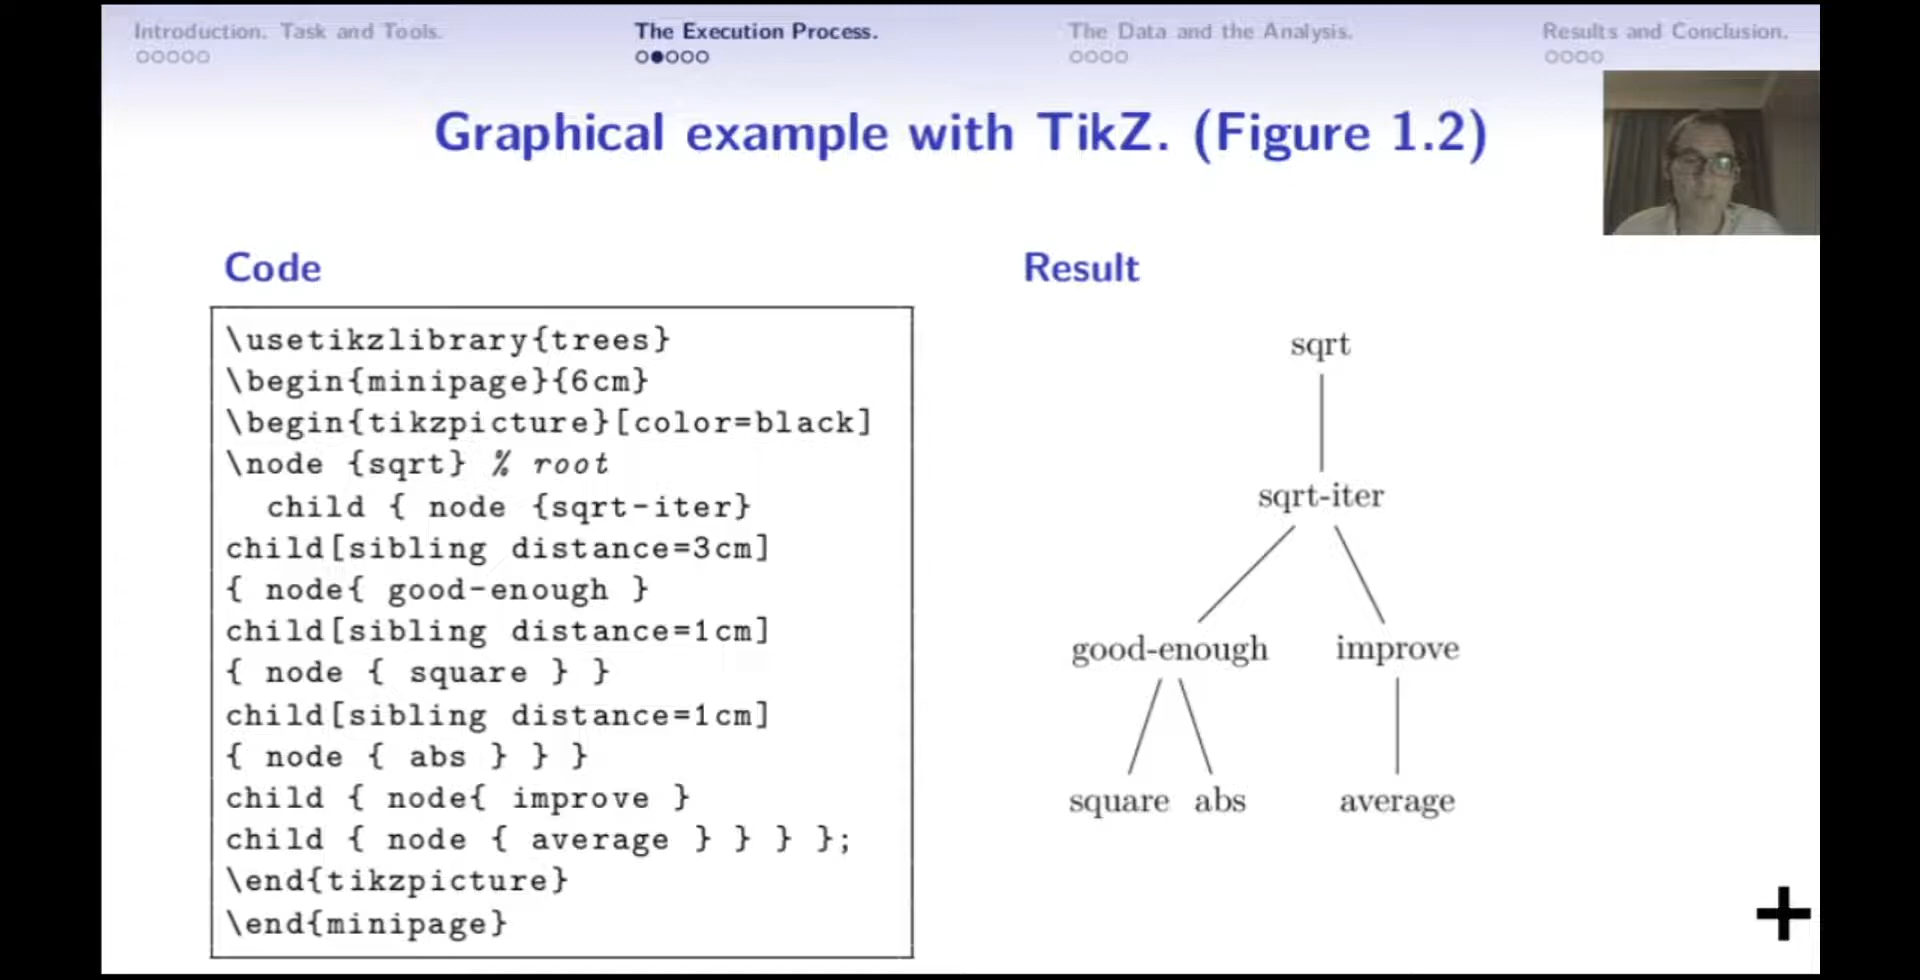 Introduction. Task and Tools. The Execution Process. The Data and the Analysis. Results and Conclusion.
Graphical example with TikZ. (Figure 1.2)
Code
\usetikzlibrary{trees}
\begin{minipage}{6cm}
\begin{tikzpicture}[color=black]
\node {sqrt} % root
  child { node {sqrt-iter}
child[sibling distance=3cm]
{ node{ good-enough }
child[sibling distance=1cm]
{ node { square } }
child[sibling distance=1cm]
{ node { abs } } }
child { node{ improve }
child { node { average } } } };
\end{tikzpicture}
\end{minipage}
Result
sqrt
sqrt-iter
good-enough improve
square abs average